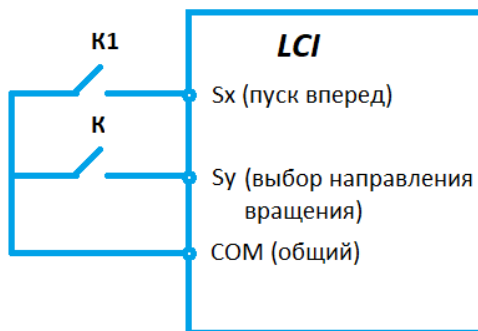 K1
LCI
Sx (пуск вперед)
K
Sy (выбор направления
вращения)
COM (общий)